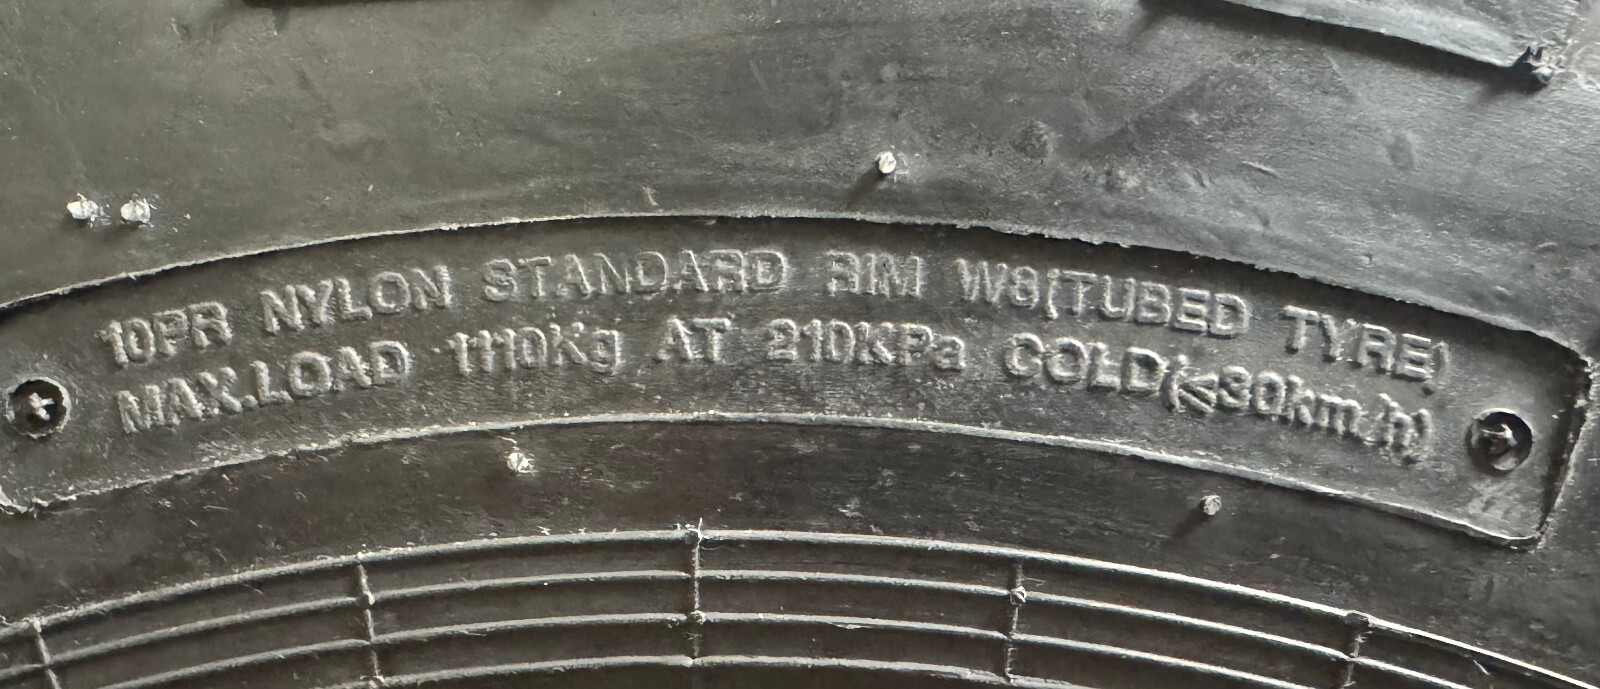 10PR NYLON STANDARD RIM W8(TUBED TYRE)
MAX.LOAD 1110Kg AT 210KPa COLD(≤30km/h)